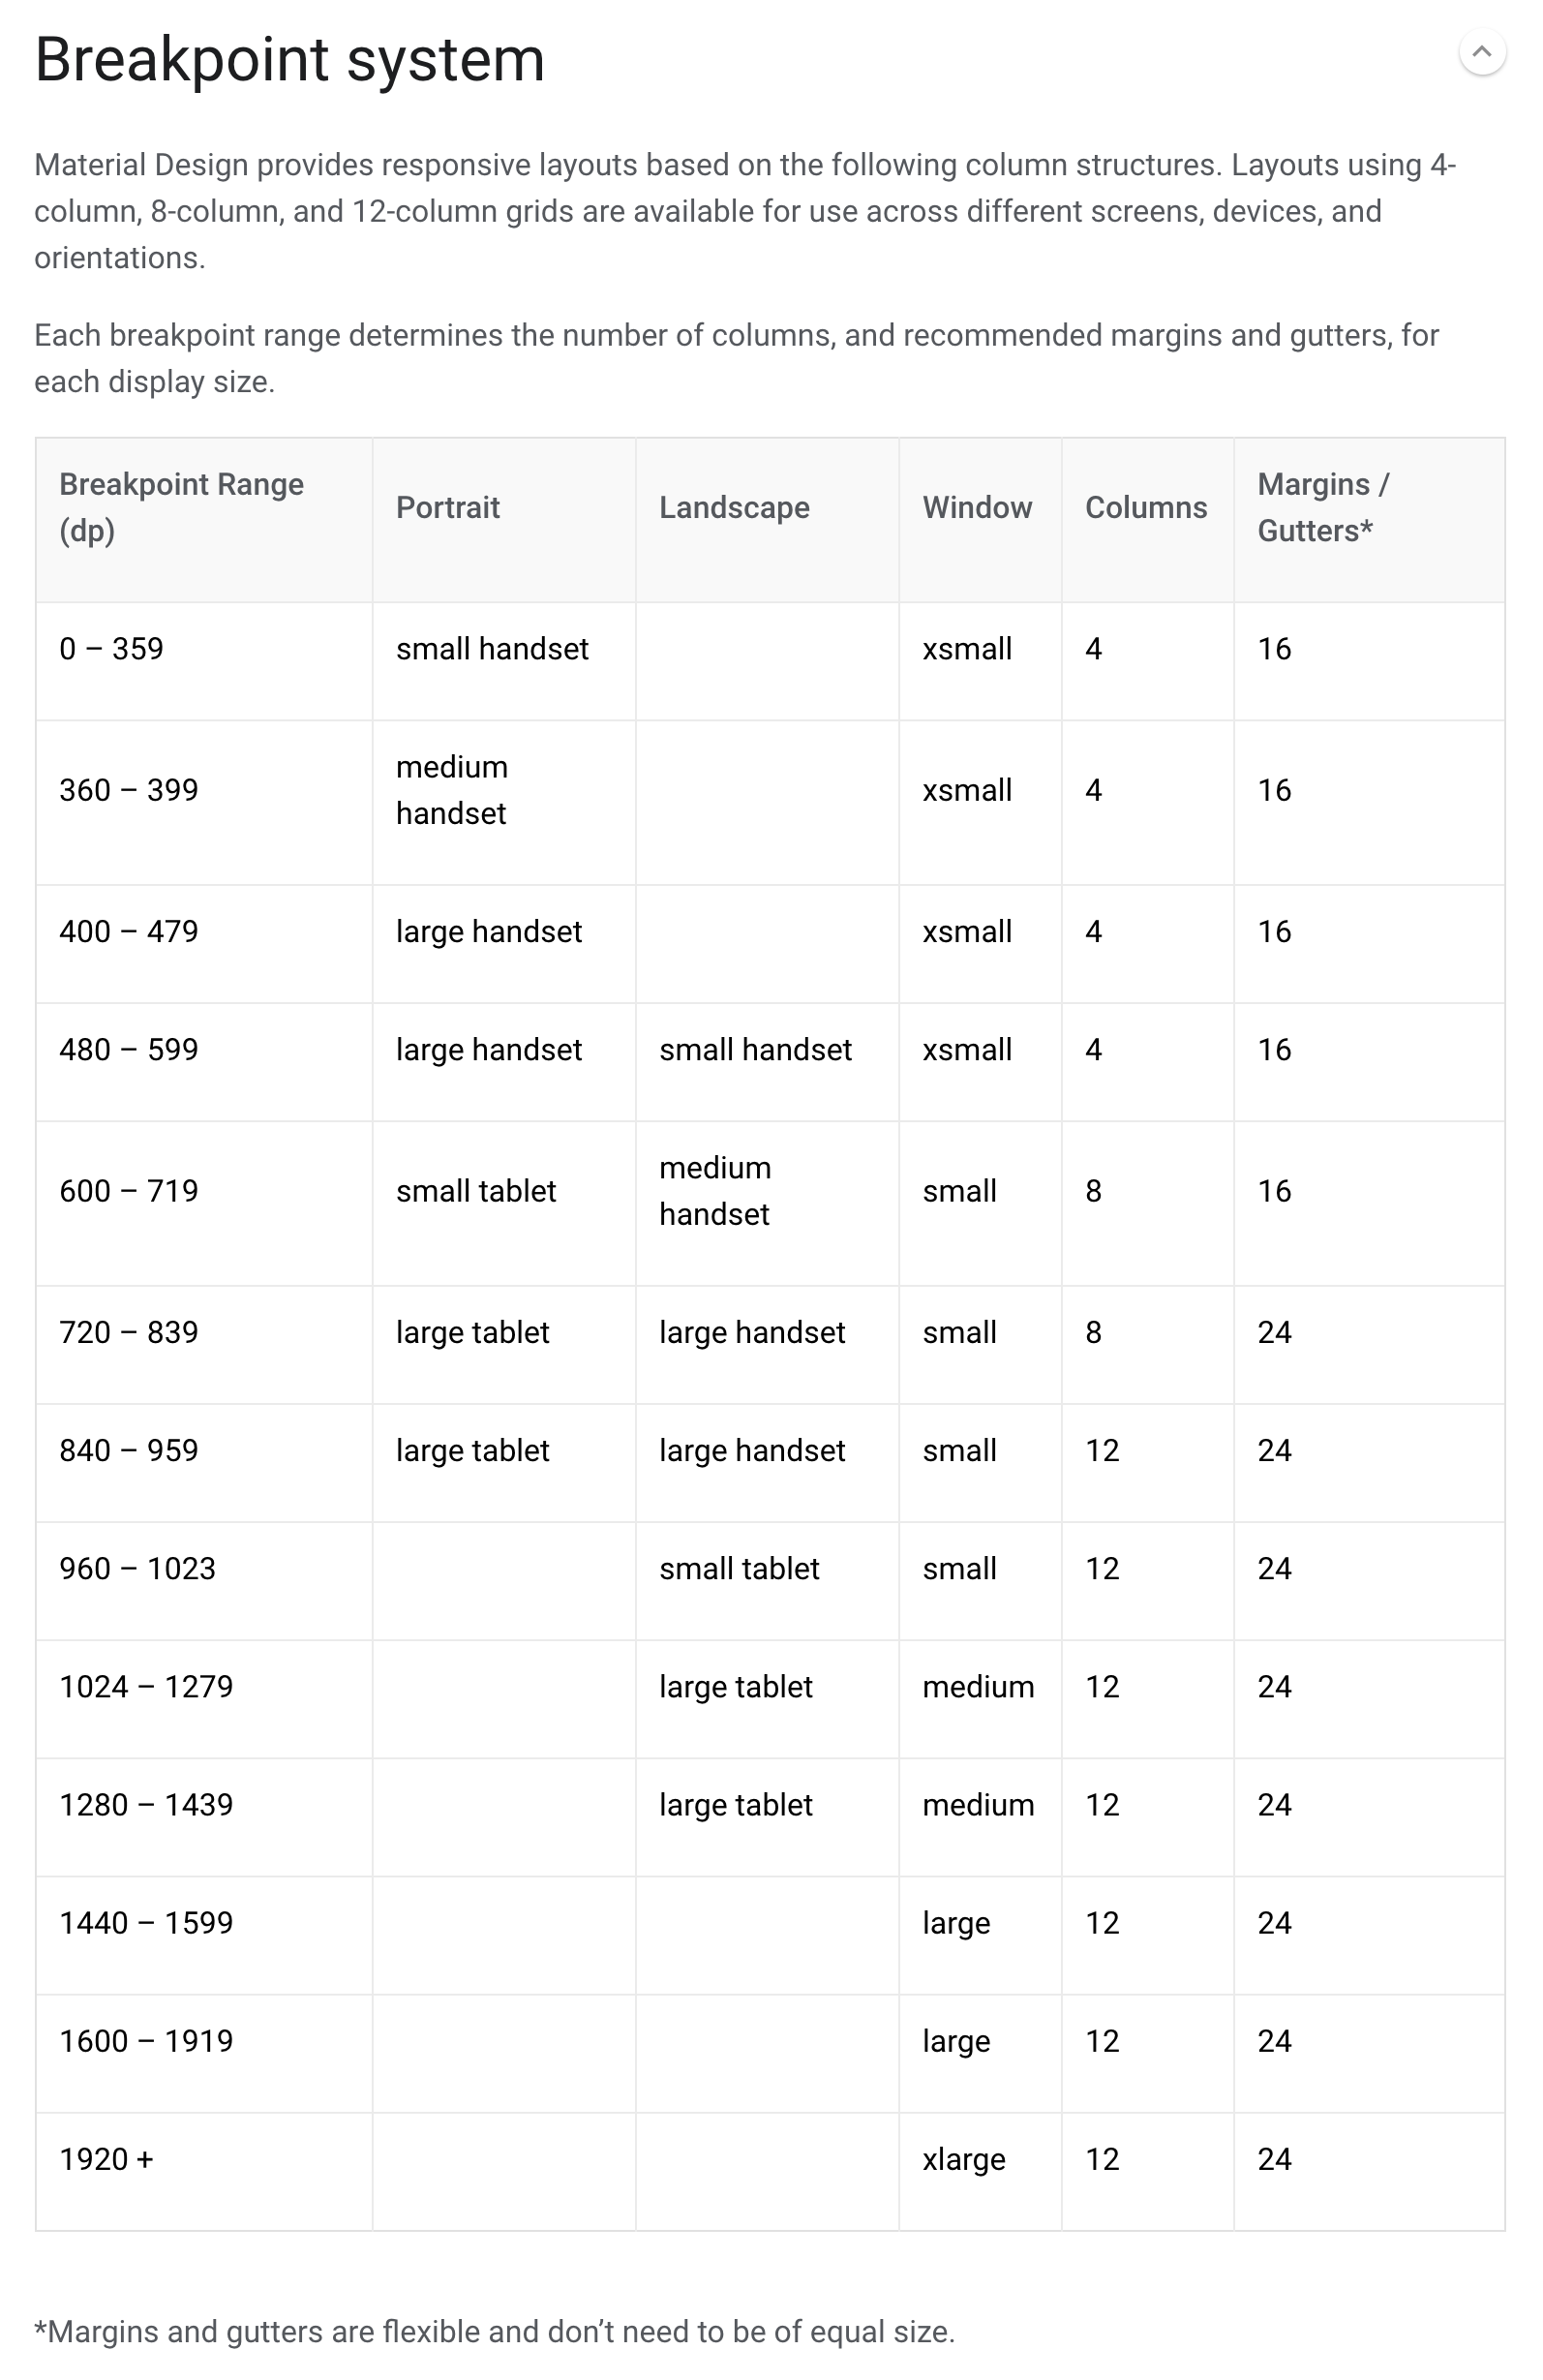 Breakpoint system
Material Design provides responsive layouts based on the following column structures. Layouts using 4-
column, 8-column, and 12-column grids are available for use across different screens, devices, and
orientations.
Each breakpoint range determines the number of columns, and recommended margins and gutters, for
each display size.
Breakpoint Range (dp) Portrait Landscape Window Columns Margins / Gutters*
0 – 359 small handset xsmall 4 16
360 – 399 medium handset xsmall 4 16
400 – 479 large handset xsmall 4 16
480 – 599 large handset small handset xsmall 4 16
600 – 719 small tablet medium handset small 8 16
720 – 839 large tablet large handset small 8 24
840 – 959 large tablet large handset small 12 24
960 – 1023 small tablet small 12 24
1024 – 1279 large tablet medium 12 24
1280 – 1439 large tablet medium 12 24
1440 – 1599 large 12 24
1600 – 1919 large 12 24
1920 + xlarge 12 24
*Margins and gutters are flexible and don’t need to be of equal size.